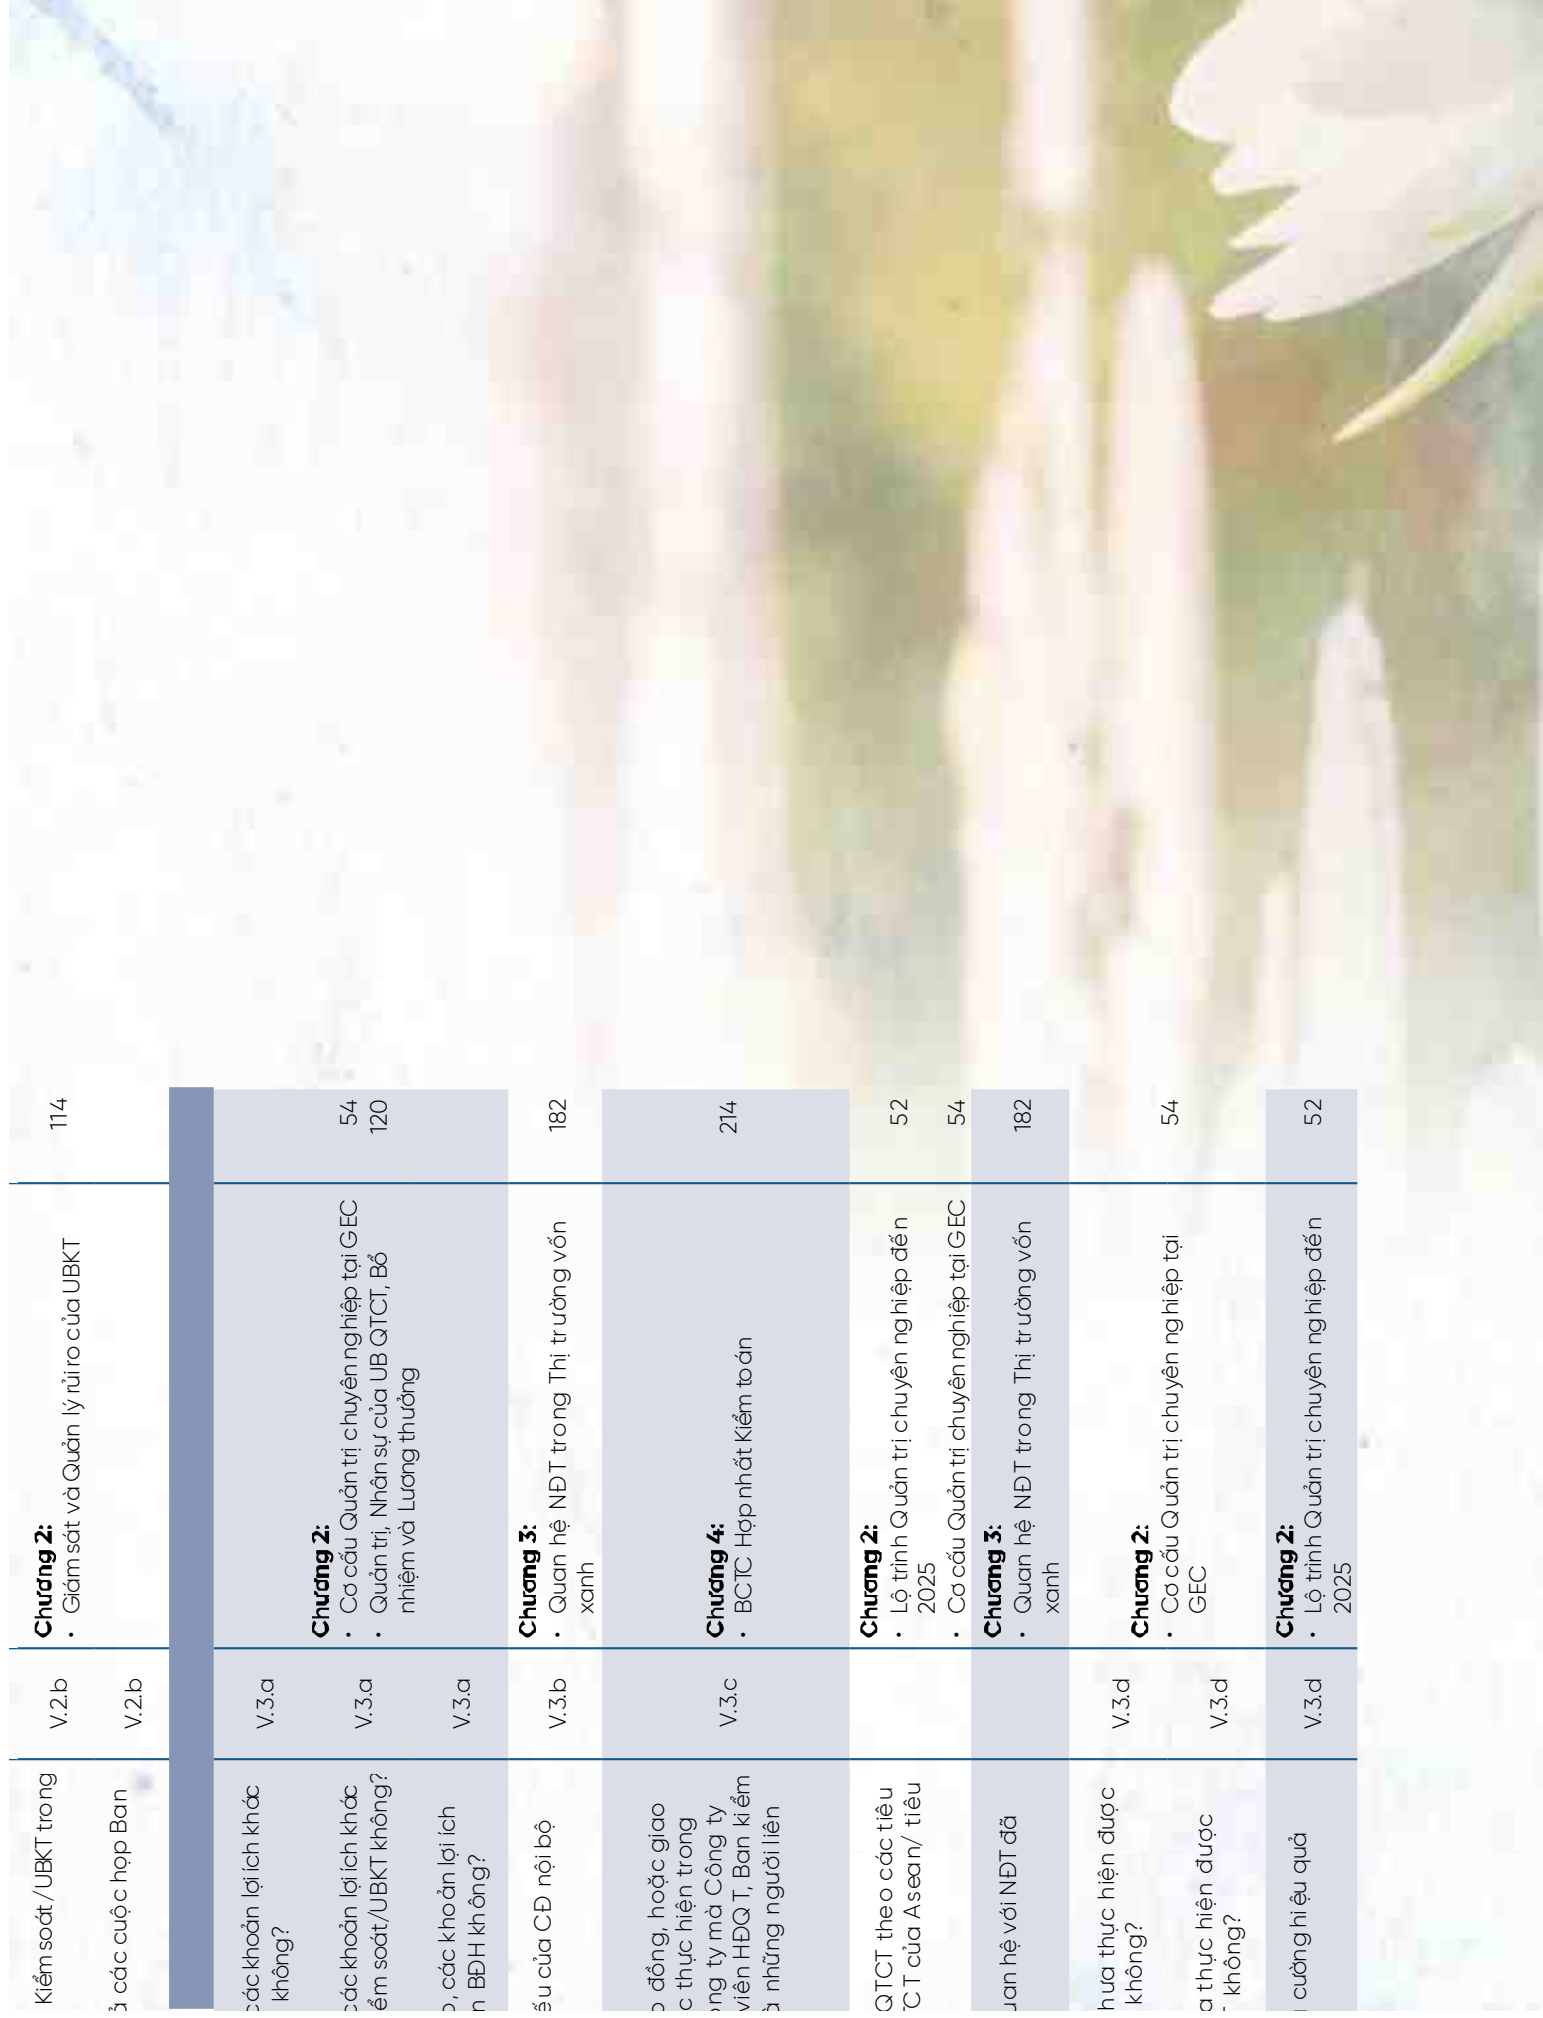 Kiểm soát /UBKT trong
V.2.b
Chương 2:
• Giám sát và Quản lý rủi ro của UBKT
114
ả các cuộc họp Ban
V.2.b
các khoản lợi ích khác
không?
V.3.a
các khoản lợi ích khác
ểm soát/UBKT không?
V.3.a
, các khoản lợi ích
n BĐH không?
V.3.a
Chương 2:
• Cơ cấu Quản trị chuyên nghiệp tại GEC
54
• Quản trị, Nhân sự của UB QTCT, Bổ
nhiệm và Lương thưởng
120
ếu của CĐ nội bộ
V.3.b
Chương 3:
• Quan hệ NĐT trong Thị trường vốn
xanh
182
đồng, hoặc giao
c thực hiện trong
ông ty mà Công ty
viên HĐQT, Ban kiểm
à những người liên
V.3.c
Chương 4:
• BCTC Hợp nhất Kiểm toán
214
QTCT theo các tiêu
CT của Asean/ tiêu
Chương 2:
• Lộ trình Quản trị chuyên nghiệp đến
2025
52
• Cơ cấu Quản trị chuyên nghiệp tại GEC
54
uan hệ với NĐT đã
Chương 3:
• Quan hệ NĐT trong Thị trường vốn
xanh
182
hưa thực hiện được
không?
V.3.d
a thực hiện được
không?
V.3.d
Chương 2:
• Cơ cấu Quản trị chuyên nghiệp tại
GEC
54
cường hiệu quả
V.3.d
Chương 2:
• Lộ trình Quản trị chuyên nghiệp đến
2025
52